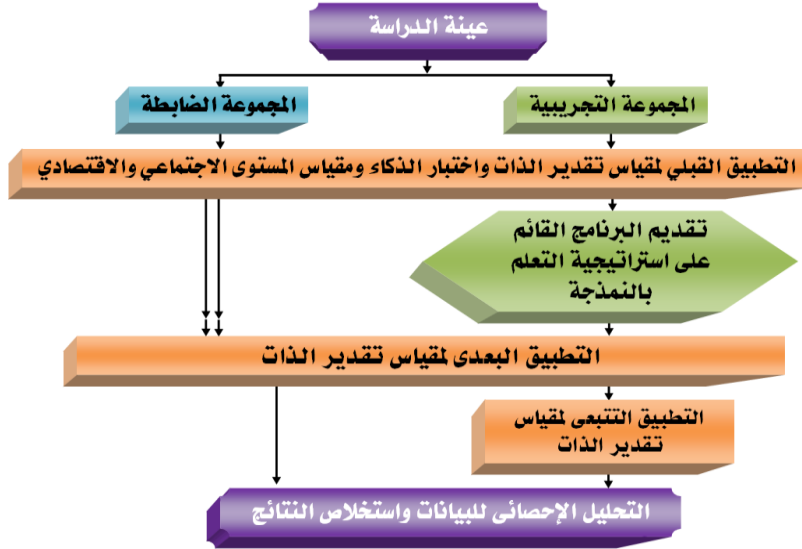 عينة الدراسة
المجموعة التجريبية
المجموعة الضابطة
التطبيق القبلي لمقياس تقدير الذات واختبار الذكاء ومقياس المستوى الاجتماعي والاقتصادي
تقديم البرنامج القائم
على استراتيجية التعلم
بالنمذجة
التطبيق البعدى لمقياس تقدير الذات
التطبيق التتبعى لمقياس
تقدير الذات
التحليل الإحصائى للبيانات واستخلاص النتائج